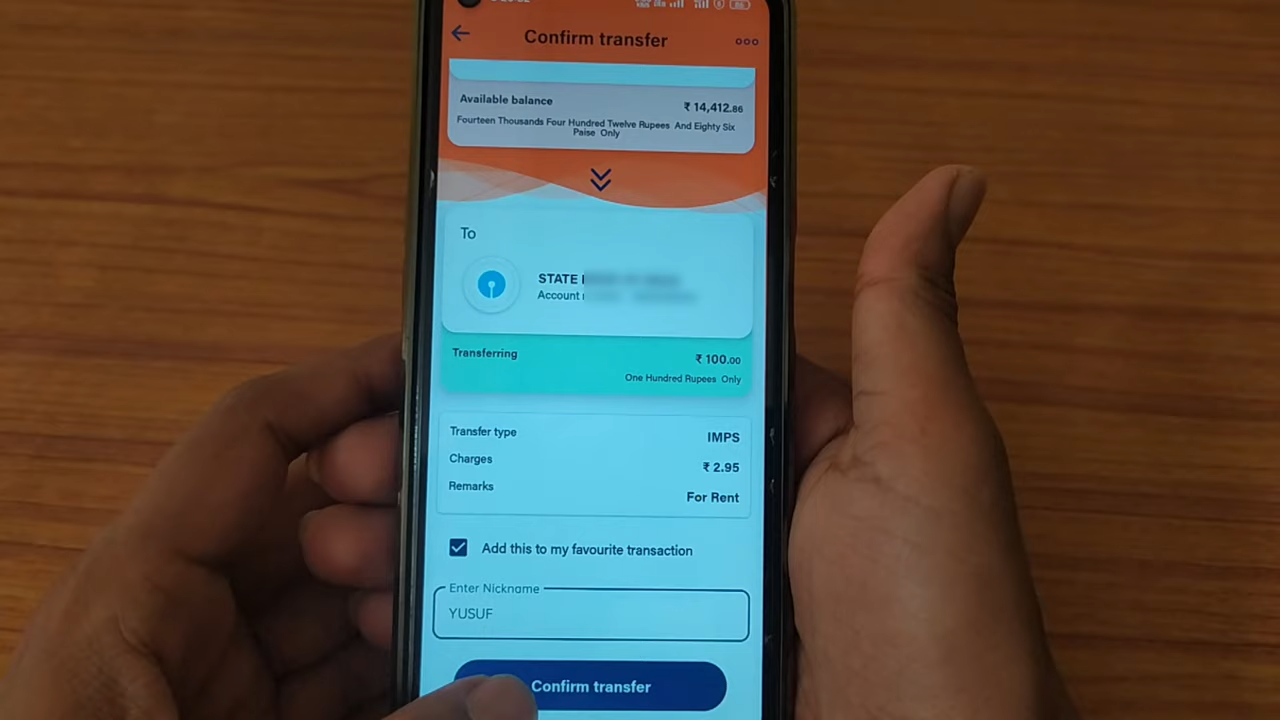 Confirm transfer
Available balance
₹ 14,412.86
Fourteen Thousands Four Hundred Twelve Rupees And Eighty Six
Paise Only
To
STATE
Account
Transferring
₹ 100.00
One Hundred Rupees Only
Transfer type
IMPS
Charges
₹ 2.95
Remarks
For Rent
Add this to my favourite transaction
Enter Nickname
YUSUF
Confirm transfer